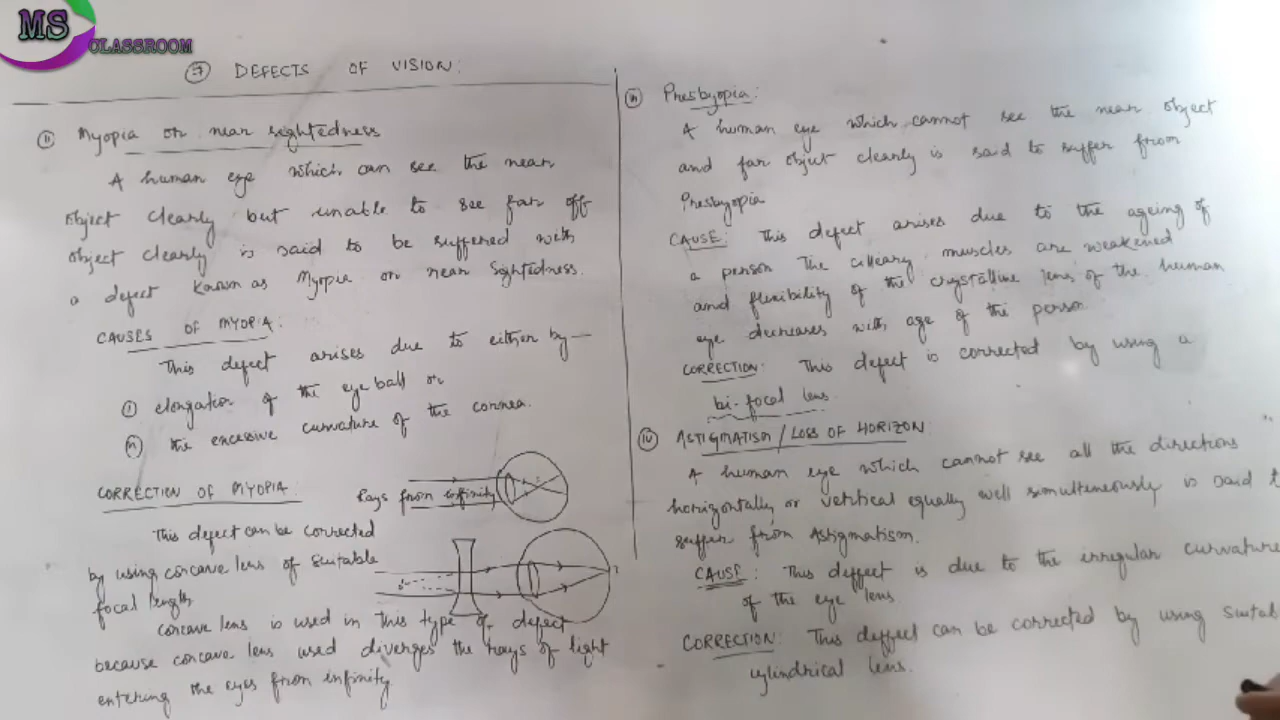 MS
CLASSROOM
7 DEFECTS OF VISION:
i) Myopia or near sightedness
A human eye which can see the near
object clearly but unable to see far off
object clearly is said to be suffered with
a defect known as Myopia or near sightedness.
CAUSES OF MYOPIA:
This defect arises due to either by —
(i) elongation of the eye ball or
(ii) the excessive curvature of the cornea.
CORRECTION OF MYOPIA
Rays from infinity
This defect can be corrected
by using concave lens of suitable
focal length
concave lens is used in this type of defect
because concave lens used diverges the rays of light
entering the eyes from infinity.
iii) Presbyopia:
A human eye which cannot see the near object
and far object clearly is said to suffer from
Presbyopia
CAUSE: This defect arises due to the ageing of
a person The cilleary muscles are weakened
and flexibility of the crystalline lens of the human
eye decreases with age of the person.
CORRECTION: This defect is corrected by using a
bi-focal lens.
iv) ASTIGMATISM / LOSS OF HORIZON:
A human eye which cannot see all the directions
horizontally or vertical equally well simultaneously is said t
suffer from Astigmatism.
CAUSE: This deffect is due to the irregular curvature
of the eye lens
CORRECTION: This deffect can be corrected by using suitab
cylindrical lens.